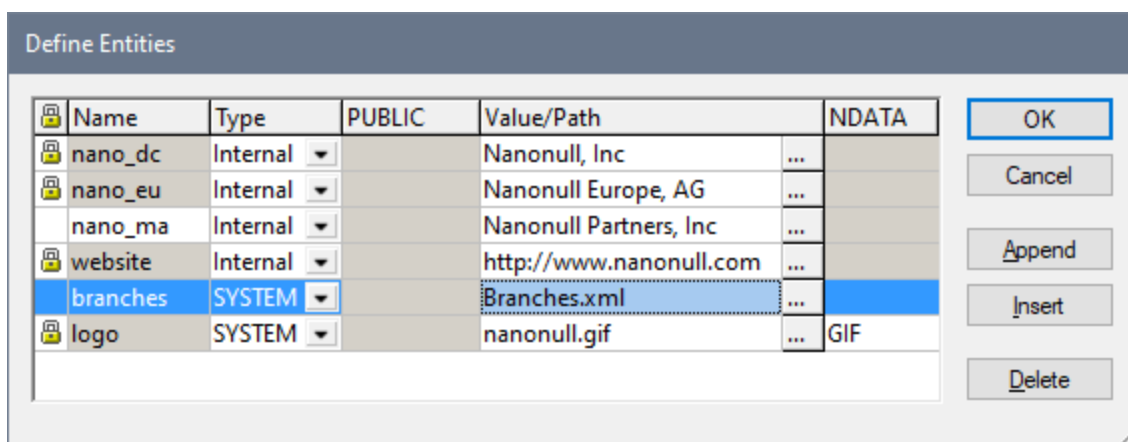 Define Entities
Name Type PUBLIC Value/Path NDATA
nano_dc Internal Nanonull, Inc ...
nano_eu Internal Nanonull Europe, AG ...
nano_ma Internal Nanonull Partners, Inc ...
website Internal http://www.nanonull.com ...
branches SYSTEM Branches.xml ...
logo SYSTEM nanonull.gif ... GIF
OK
Cancel
Append
Insert
Delete